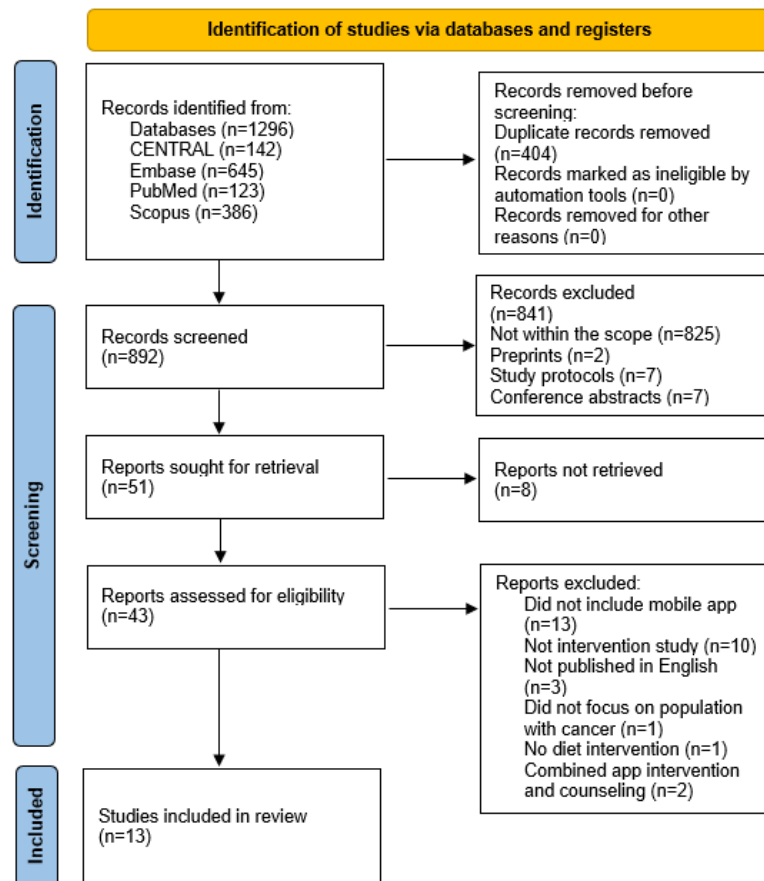 Identification of studies via databases and registers
Identification
Records identified from:
Databases (n=1296)
CENTRAL (n=142)
Embase (n=645)
PubMed (n=123)
Scopus (n=386)
Records removed before
screening:
Duplicate records removed
(n=404)
Records marked as ineligible by
automation tools (n=0)
Records removed for other
reasons (n=0)
Screening
Records screened
(n=892)
Records excluded
(n=841)
Not within the scope (n=825)
Preprints (n=2)
Study protocols (n=7)
Conference abstracts (n=7)
Reports sought for retrieval
(n=51)
Reports not retrieved
(n=8)
Reports assessed for eligibility
(n=43)
Reports excluded:
Did not include mobile app
(n=13)
Not intervention study (n=10)
Not published in English
(n=3)
Did not focus on population
with cancer (n=1)
No diet intervention (n=1)
Combined app intervention
and counseling (n=2)
Included
Studies included in review
(n=13)